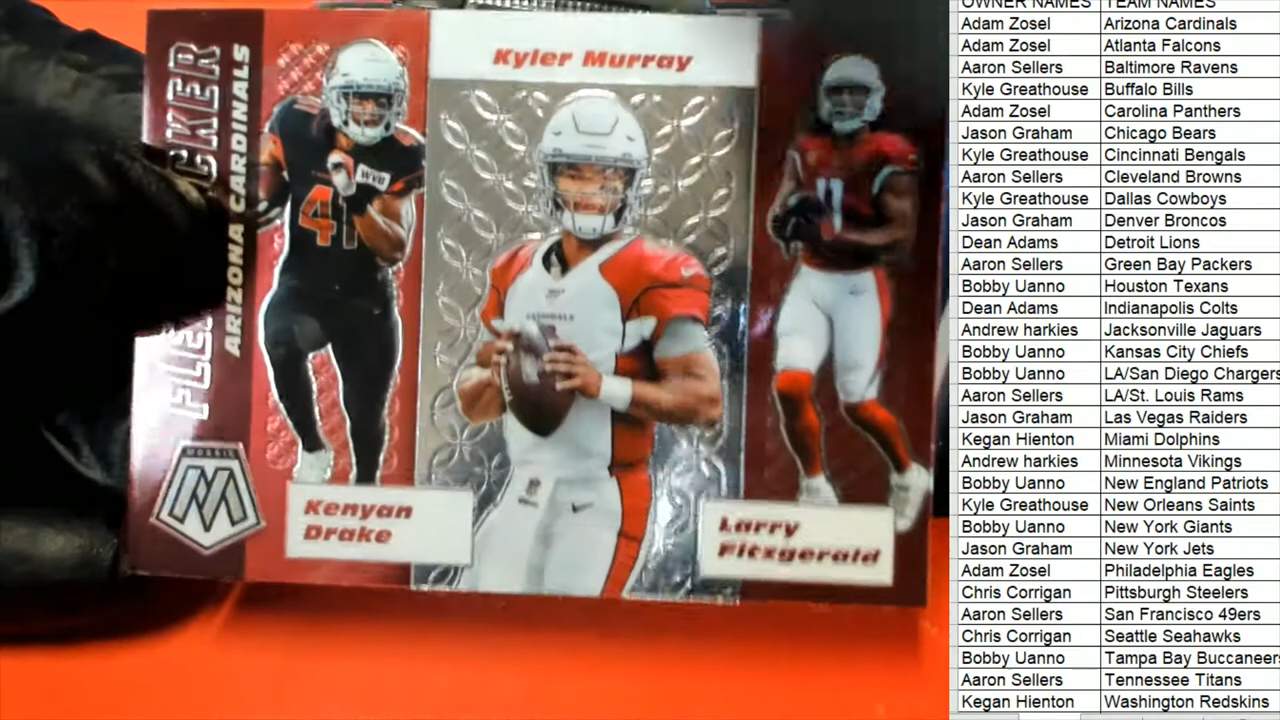 Kyler Murray
ARIZONA CARDINALS
41
WVB
11
CARDINALS
MOSAIC
M
Kenyan
Drake
Larry
Fitzgerald
OWNER NAMES TEAM NAMES
Adam Zosel Arizona Cardinals
Adam Zosel Atlanta Falcons
Aaron Sellers Baltimore Ravens
Kyle Greathouse Buffalo Bills
Adam Zosel Carolina Panthers
Jason Graham Chicago Bears
Kyle Greathouse Cincinnati Bengals
Aaron Sellers Cleveland Browns
Kyle Greathouse Dallas Cowboys
Jason Graham Denver Broncos
Dean Adams Detroit Lions
Aaron Sellers Green Bay Packers
Bobby Uanno Houston Texans
Dean Adams Indianapolis Colts
Andrew harkies Jacksonville Jaguars
Bobby Uanno Kansas City Chiefs
Bobby Uanno LA/San Diego Chargers
Aaron Sellers LA/St. Louis Rams
Jason Graham Las Vegas Raiders
Kegan Hienton Miami Dolphins
Andrew harkies Minnesota Vikings
Bobby Uanno New England Patriots
Kyle Greathouse New Orleans Saints
Bobby Uanno New York Giants
Jason Graham New York Jets
Adam Zosel Philadelphia Eagles
Chris Corrigan Pittsburgh Steelers
Aaron Sellers San Francisco 49ers
Chris Corrigan Seattle Seahawks
Bobby Uanno Tampa Bay Buccaneers
Aaron Sellers Tennessee Titans
Kegan Hienton Washington Redskins